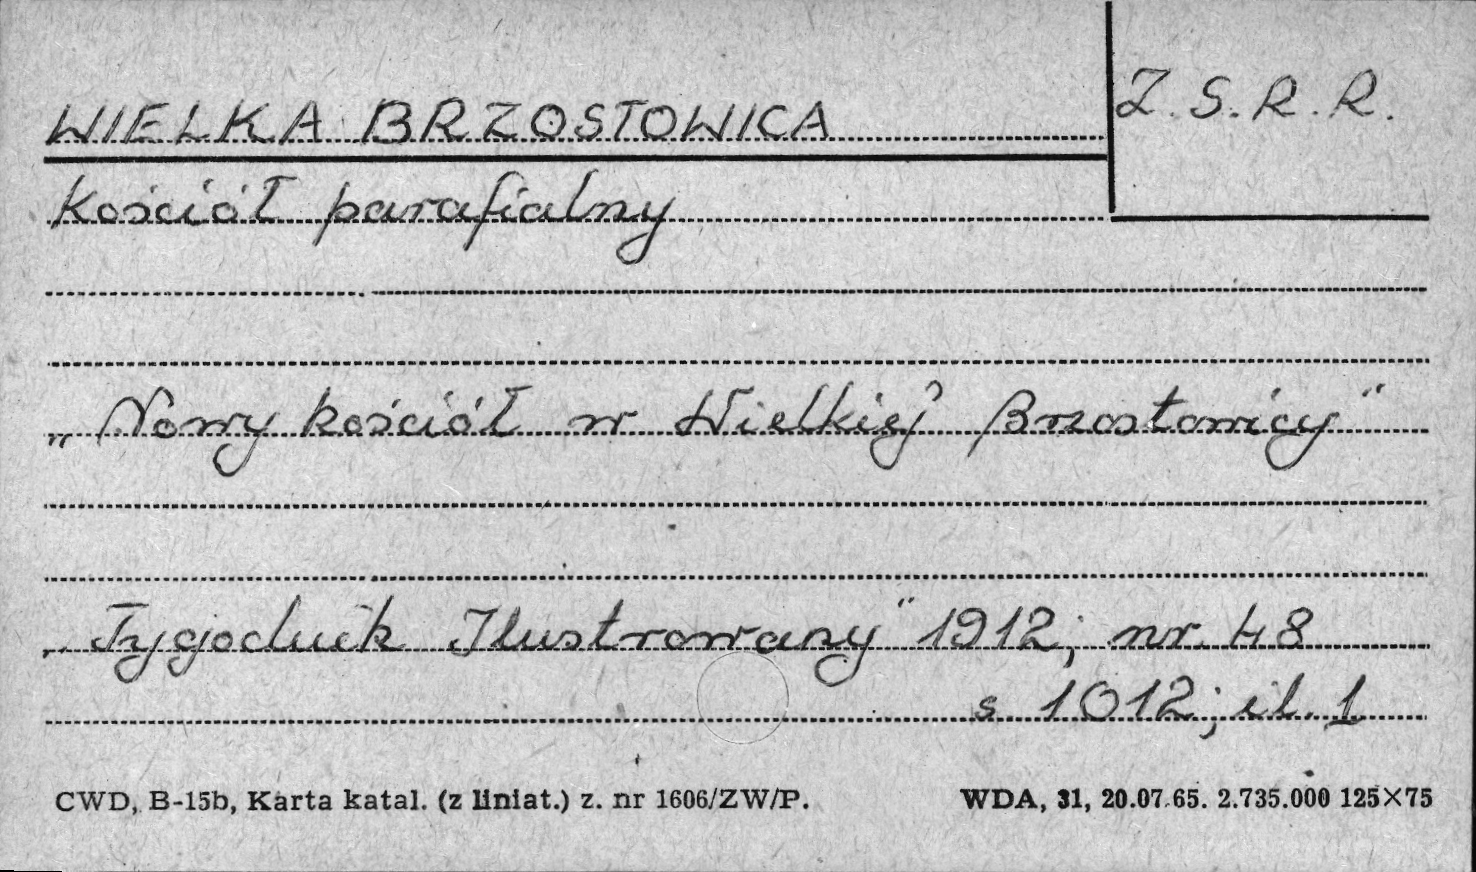 WIELKA BRZOSTOWICA
Z.S.R.R.
kościół parafialny
„Nowy kościół w Wielkiej Brzostowicy"
„Tygodnik Ilustrowany" 1912; nr. 48
s. 1012; il. 1
CWD, B-15b, Karta katal. (z liniat.) z. nr 1606/ZW/P.
WDA, 31, 20.07.65. 2.735.000 125×75